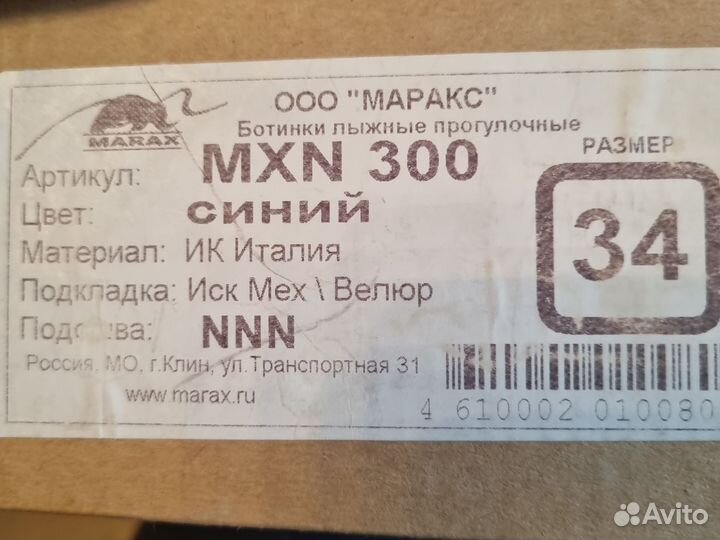 ООО "МАРАКС"
Ботинки лыжные прогулочные
MARAX
РАЗМЕР
Артикул: MXN 300
34
Цвет: синий
Материал: ИК Италия
Подкладка: Иск Мех \ Велюр
NNN
Россия, МО, г.Клин, ул.Транспортная 31
www.marax.ru
4 610002 010080
Avito